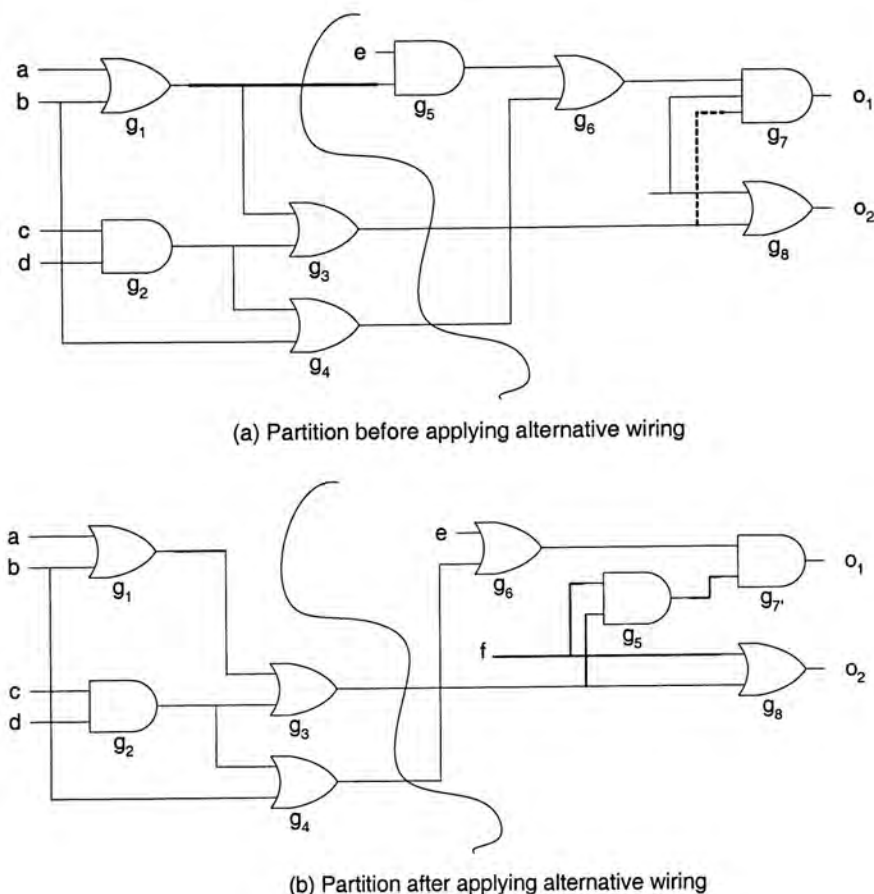 e
a
b
g1
g5
g6
g7
o1
c
d
g2
g3
g8
o2
g4
(a) Partition before applying alternative wiring
a
b
g1
e
g6
g5
g7'
o1
f
c
d
g2
g3
g8
o2
g4
(b) Partition after applying alternative wiring